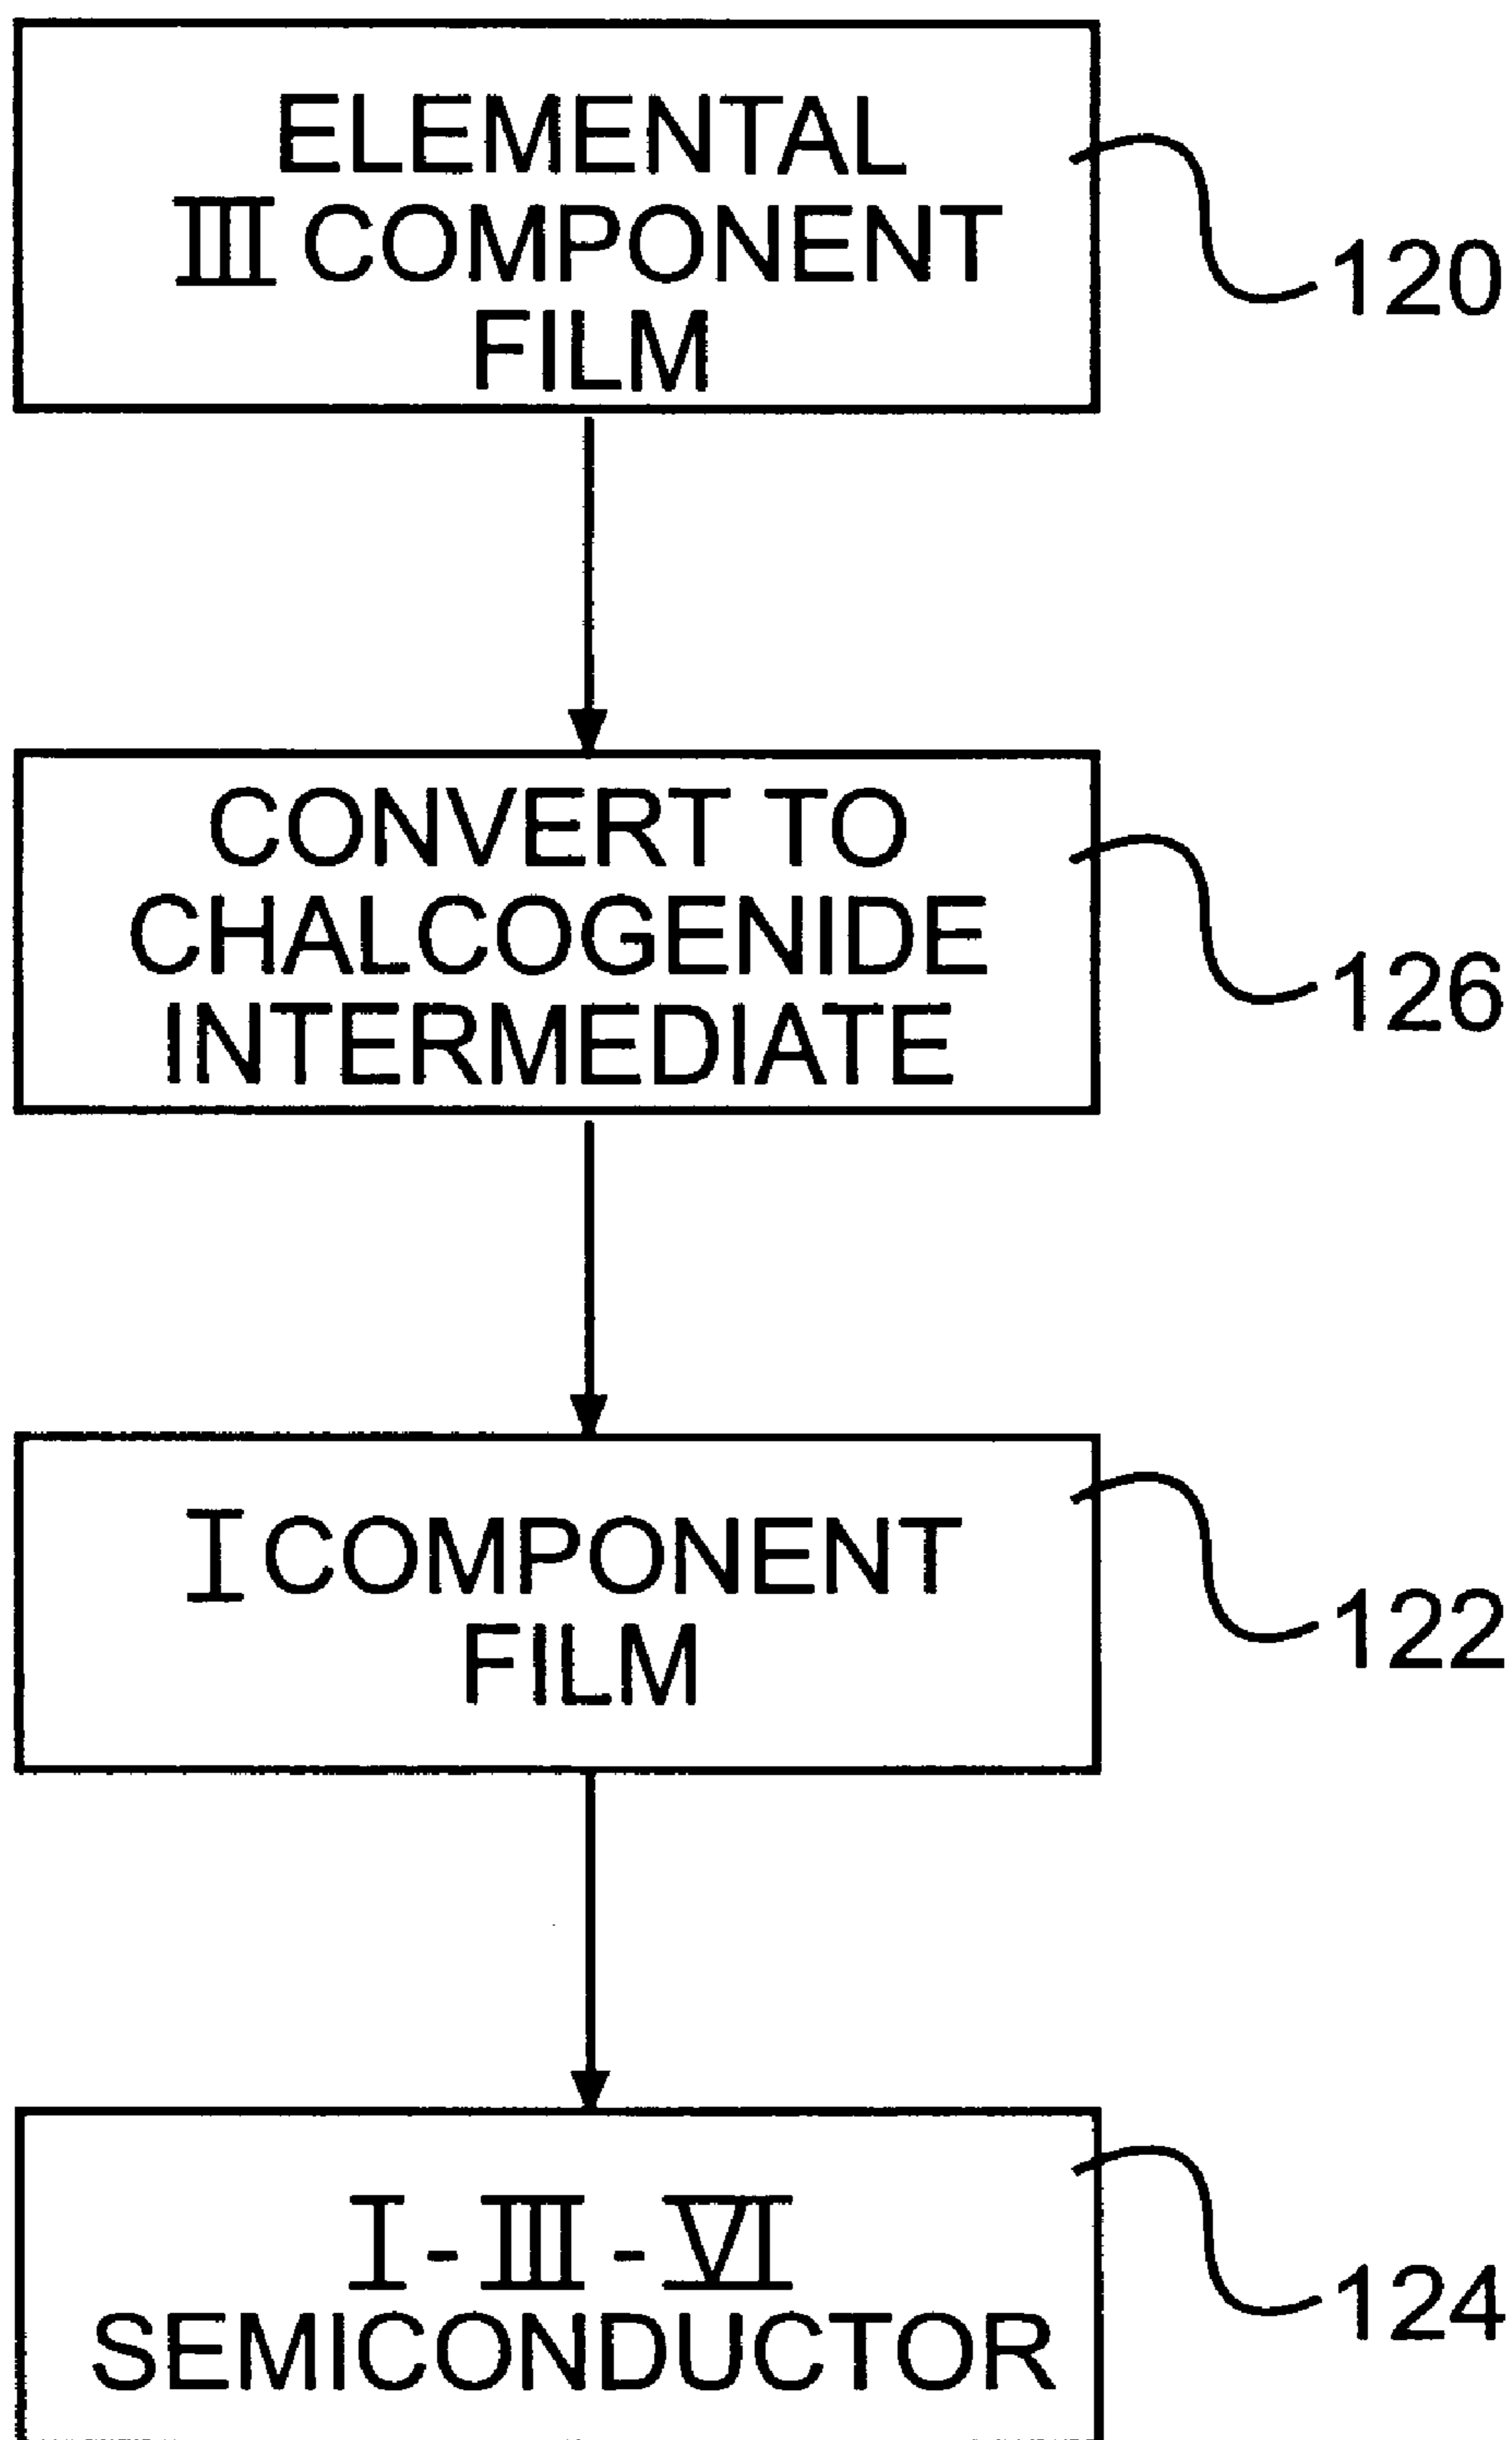 ELEMENTAL
III COMPONENT
FILM
120
CONVERT TO
CHALCOGENIDE
INTERMEDIATE
126
I COMPONENT
FILM
122
I-III-VI
SEMICONDUCTOR
124